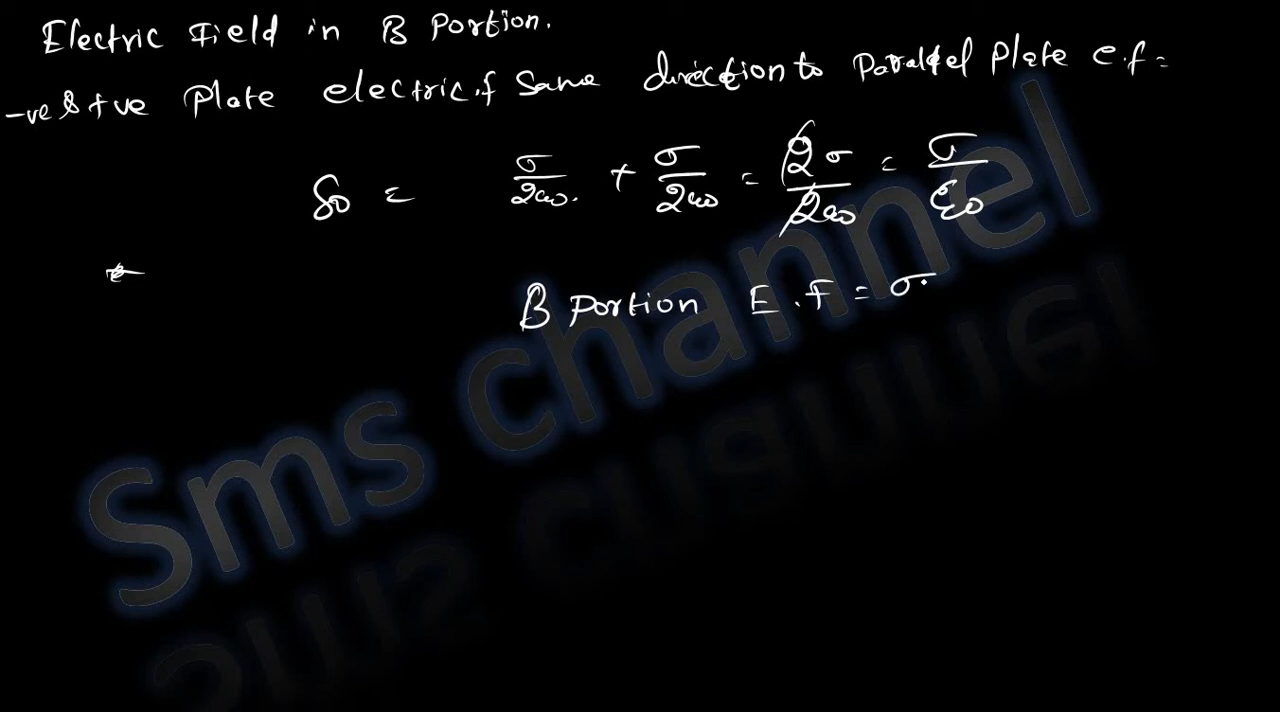 Electric Field in B Portion.
-ve & +ve Plate electric.f Same direction to Parallel Plate e.f =
So = σ/2ε0. + σ/2ε0 = 2σ/2ε0 = σ/ε0
B Portion E.F = σ
Sms channel